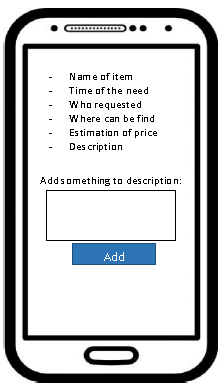 - Name of item
- Time of the need
- Who requested
- Where can be find
- Estimation of price
- Description
Add something to description:
Add